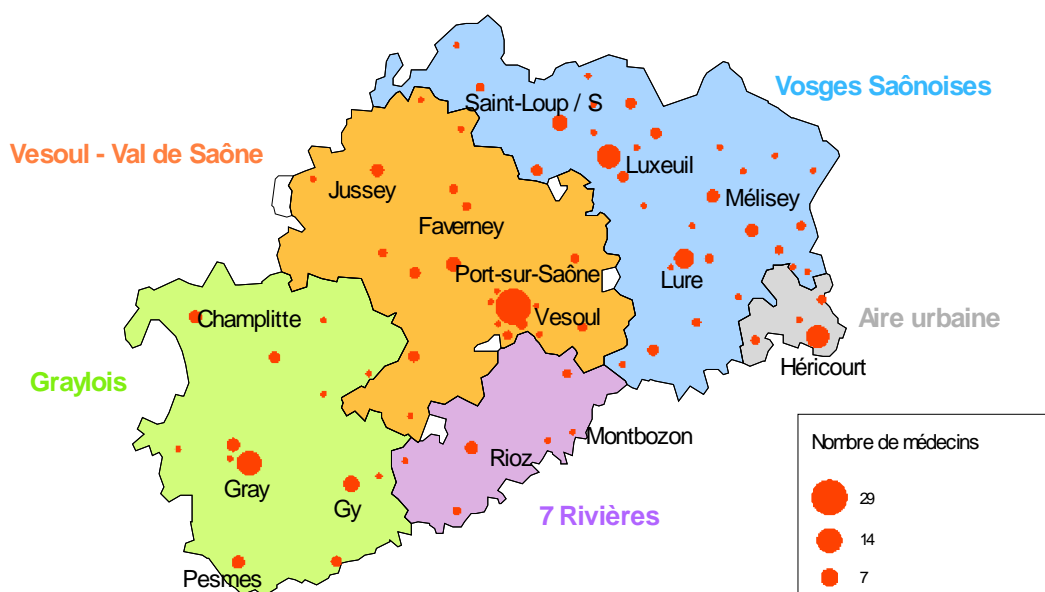 Vosges Saônoises
Saint-Loup / S
Vesoul - Val de Saône
Luxeuil
Jussey
Mélisey
Faverney
Port-sur-Saône
Lure
Champlitte
Vesoul
Aire urbaine
Héricourt
Graylois
Montbozon
Rioz
Gray
Gy
7 Rivières
Pesmes
Nombre de médecins
29
14
7